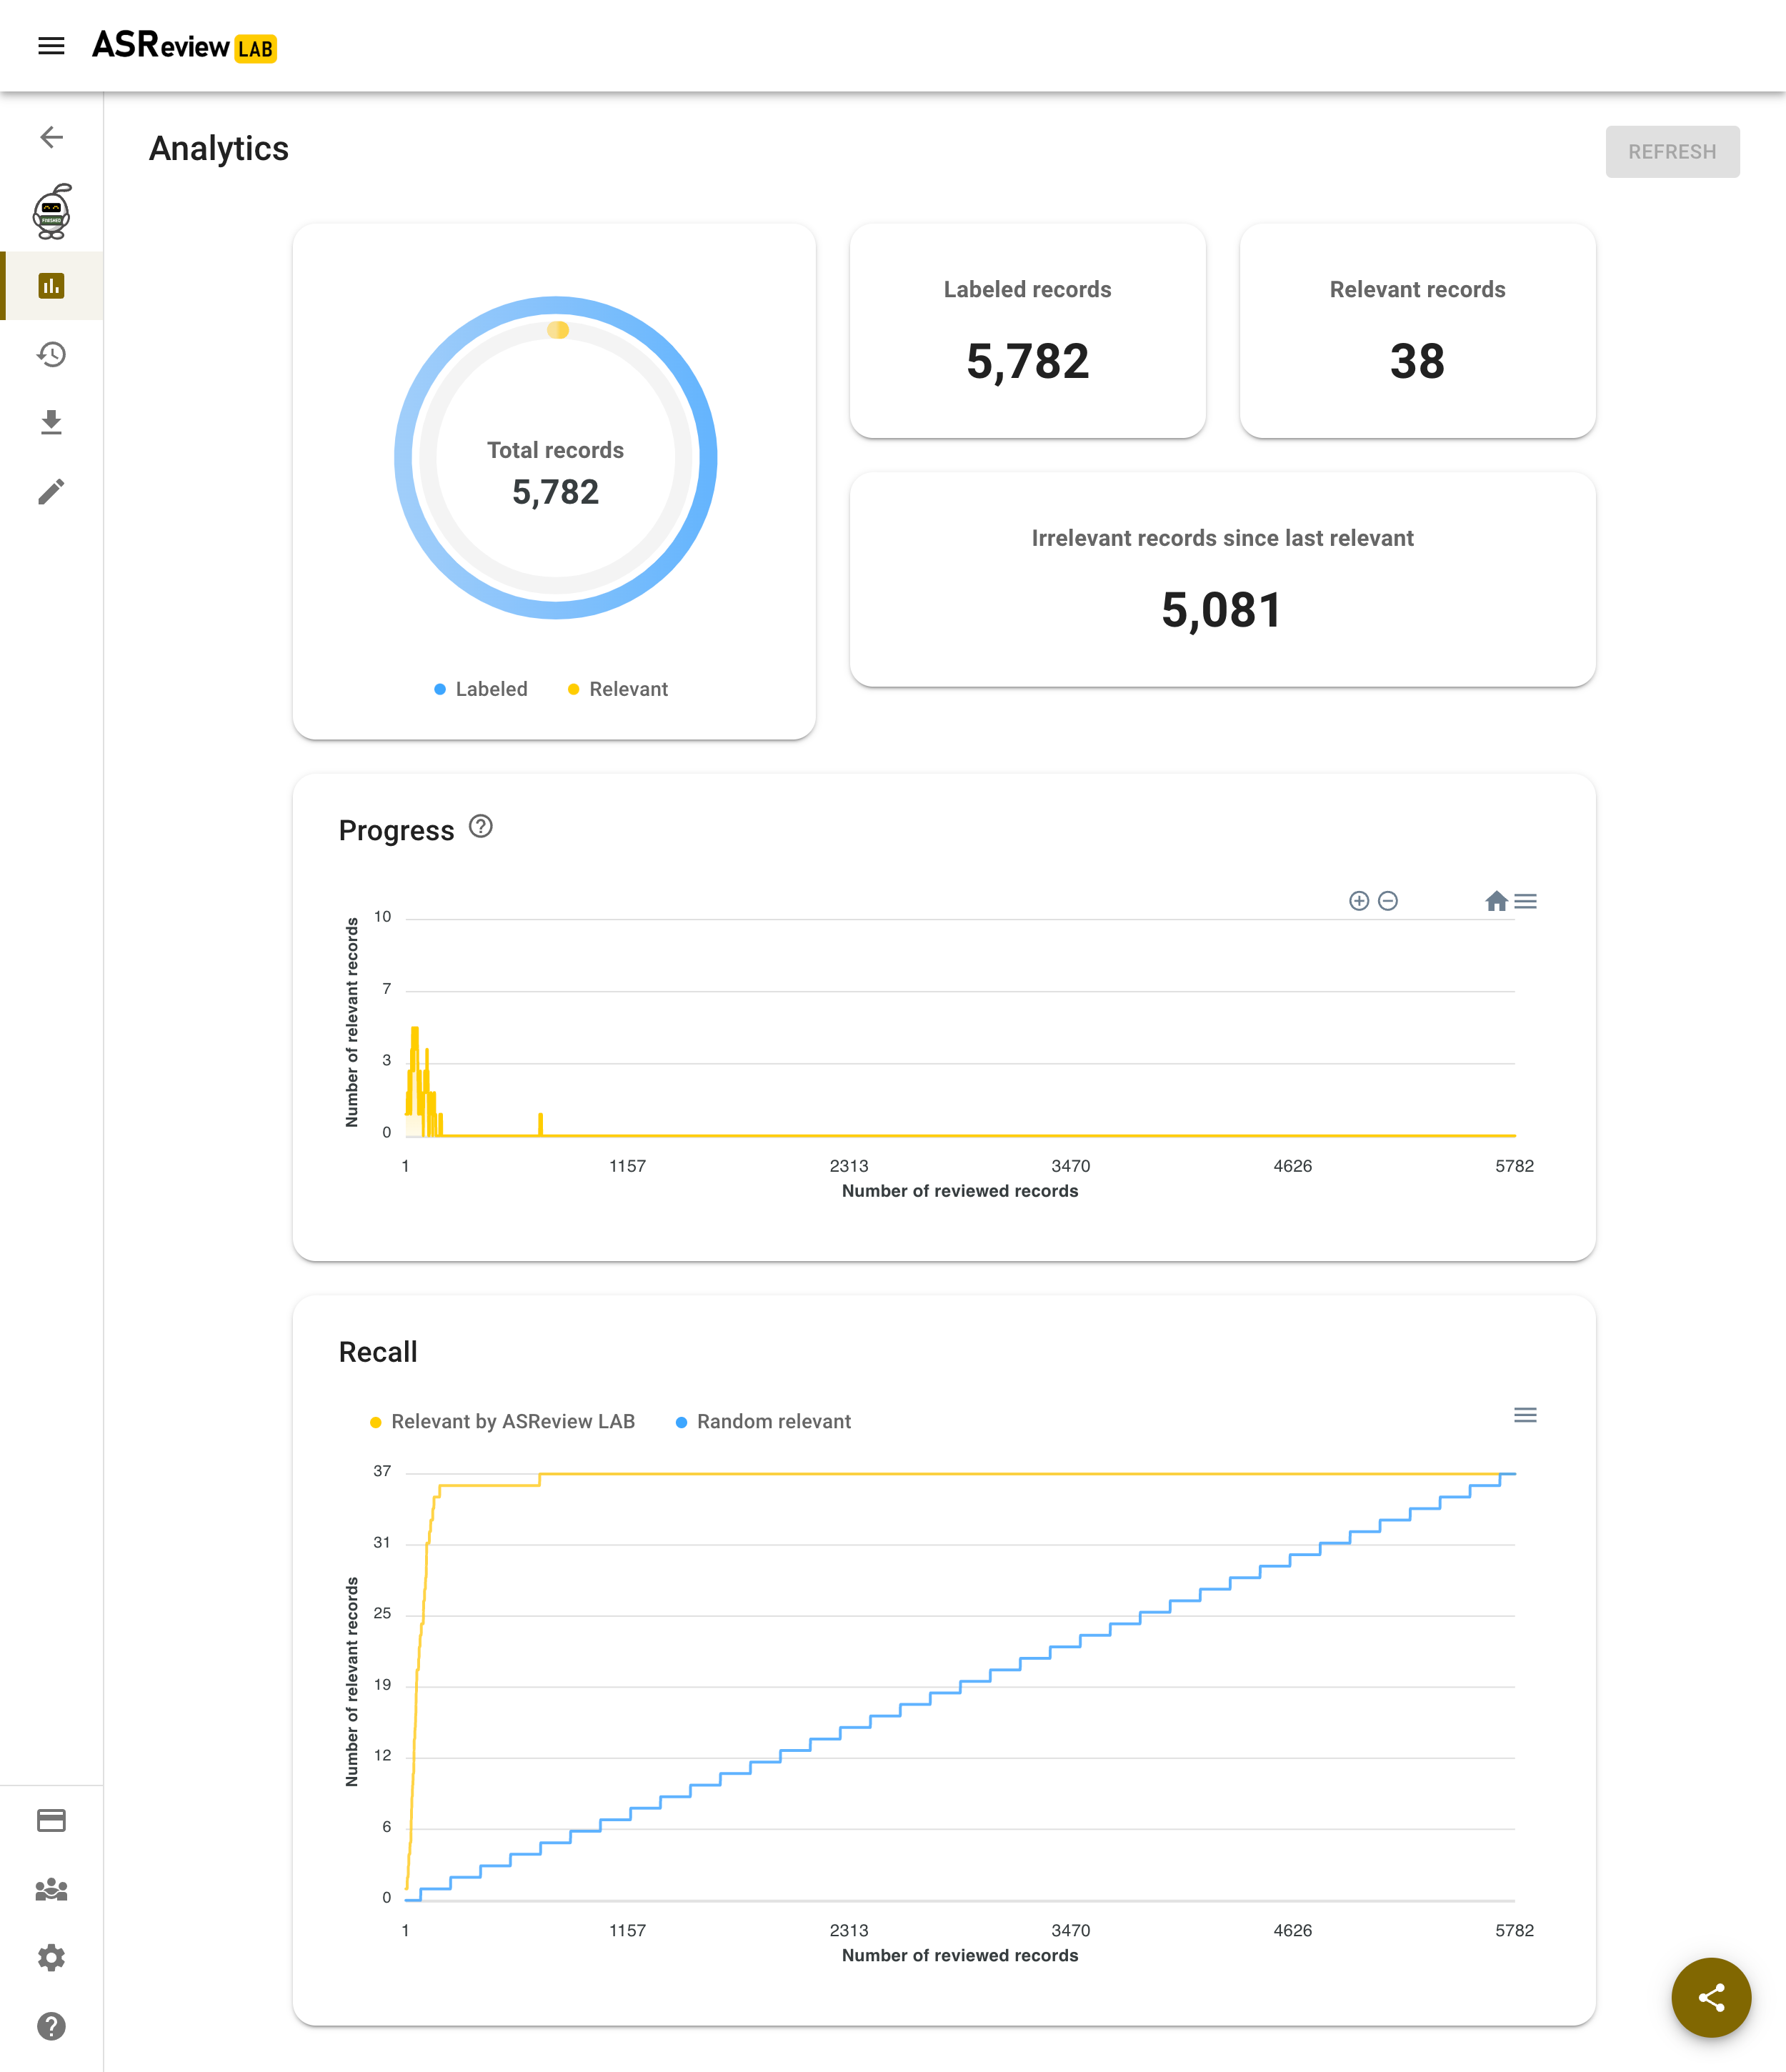 ASReview LAB
Analytics
REFRESH
FINISHED
Total records
5,782
Labeled
Relevant
Labeled records
5,782
Relevant records
38
Irrelevant records since last relevant
5,081
Progress
Number of relevant records
10
7
3
0
1
1157
2313
3470
4626
5782
Number of reviewed records
Recall
Relevant by ASReview LAB
Random relevant
Number of relevant records
37
31
25
19
12
6
0
1
1157
2313
3470
4626
5782
Number of reviewed records